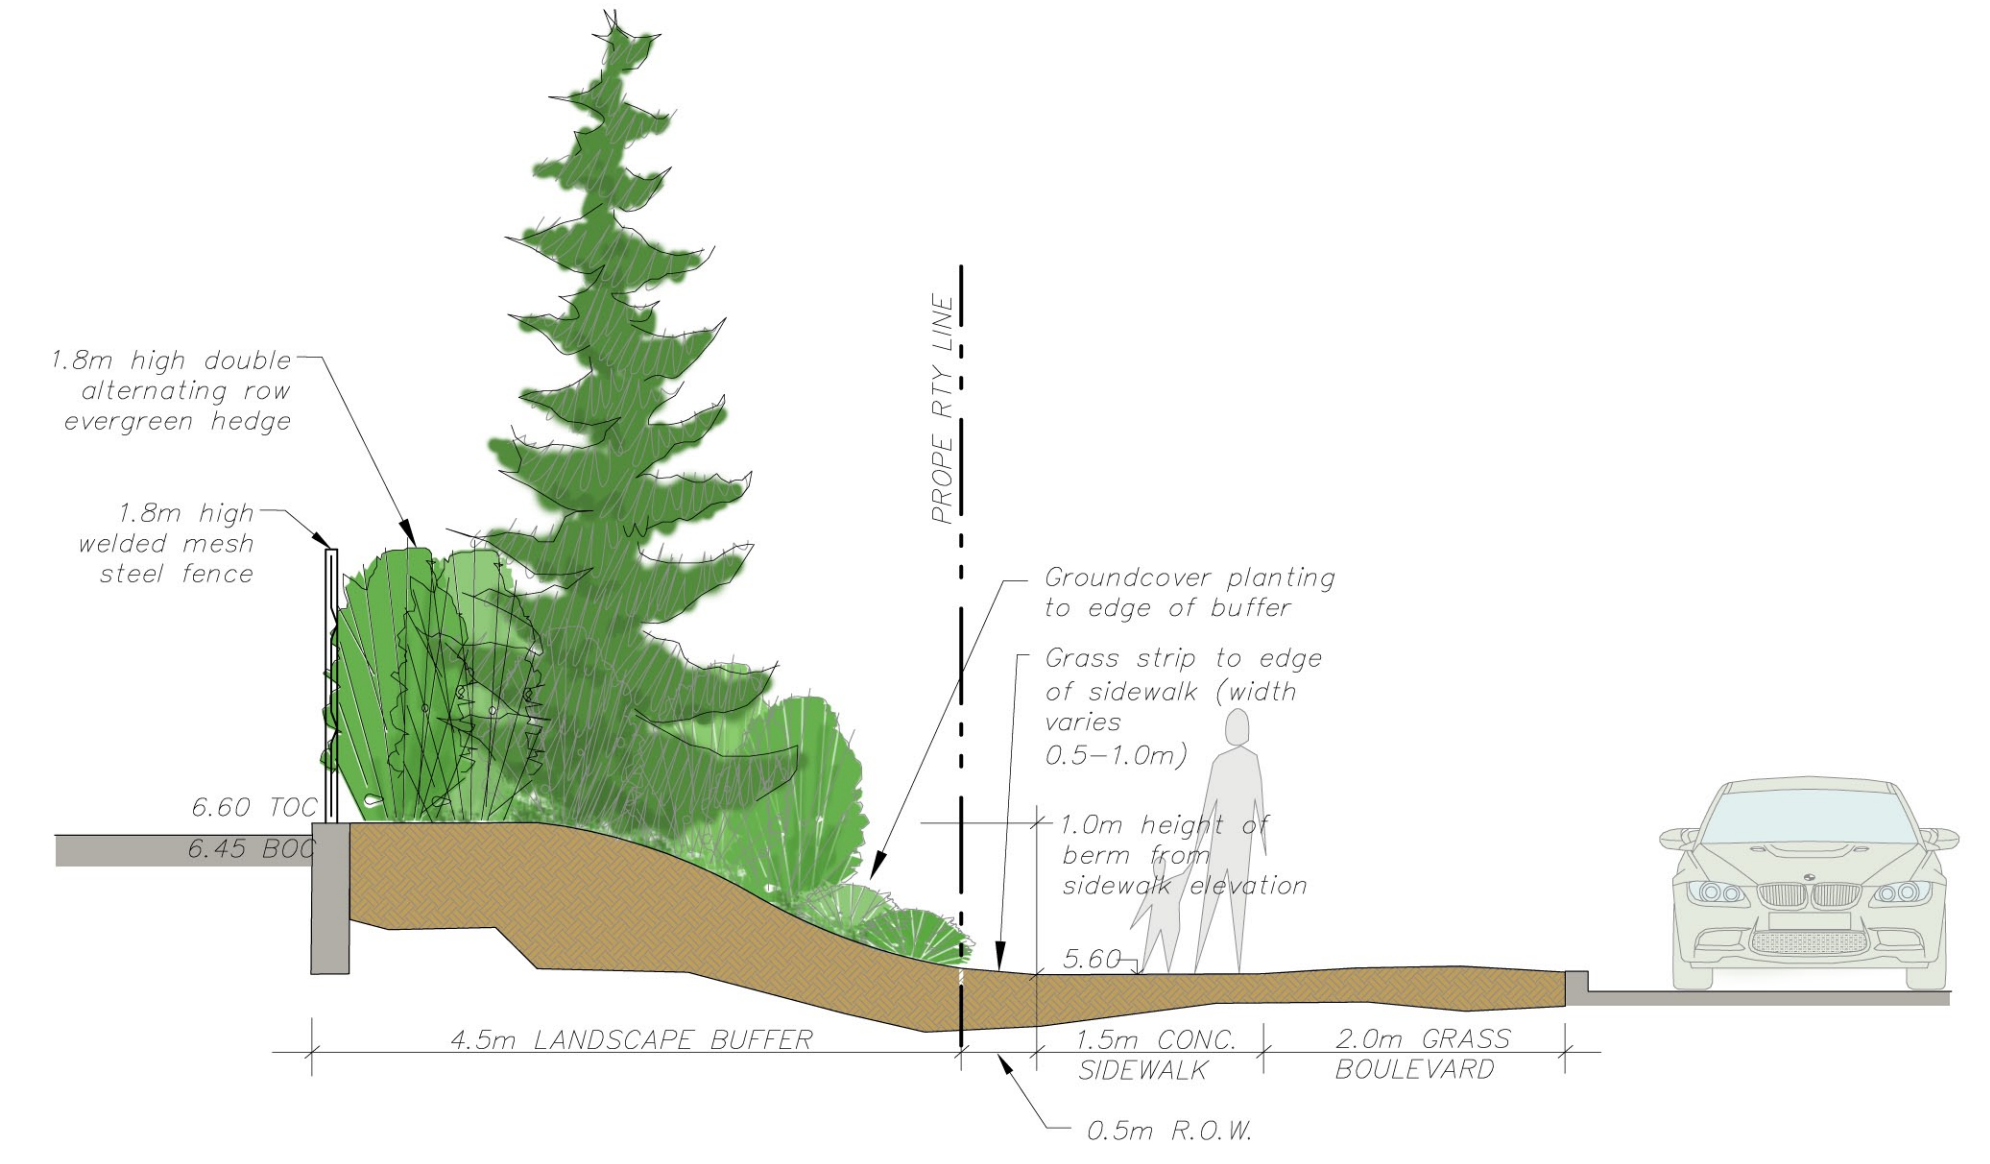 1.8m high double
alternating row
evergreen hedge
1.8m high
welded mesh
steel fence
PROPE RTY LINE
Groundcover planting
to edge of buffer
Grass strip to edge
of sidewalk (width
varies
0.5-1.0m)
6.60 TOC
6.45 BOC
1.0m height of
berm from
sidewalk elevation
5.60
4.5m LANDSCAPE BUFFER
1.5m CONC.
SIDEWALK
2.0m GRASS
BOULEVARD
0.5m R.O.W.